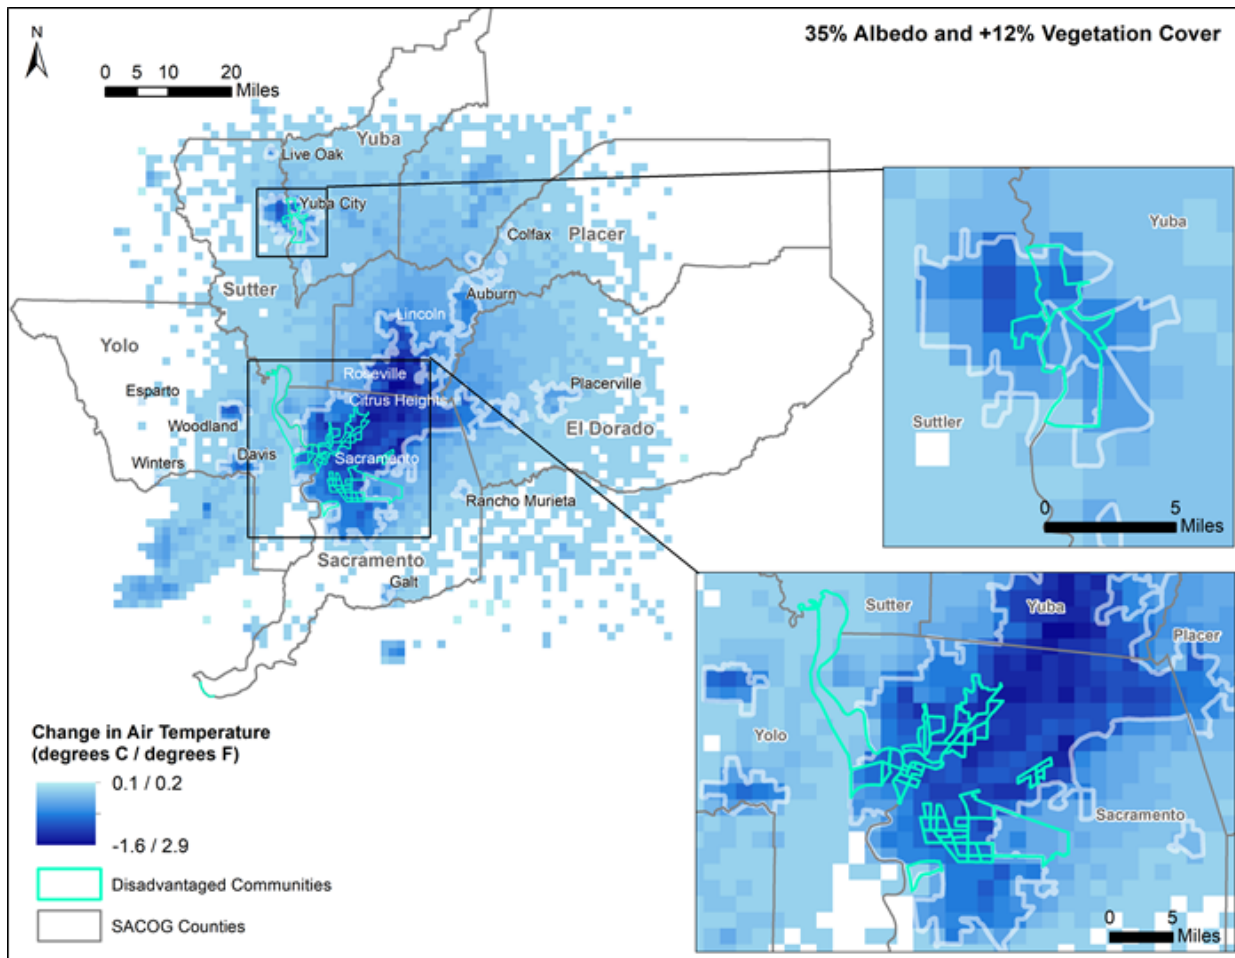 35% Albedo and +12% Vegetation Cover
N
0 5 10 20
Miles
Yuba
Live Oak
Yuba City
Colfax
Placer
Sutter
Auburn
Lincoln
Yolo
Roseville
Esparto
Placerville
Citrus Heights
Woodland
El Dorado
Davis
Winters
Sacramento
Rancho Murieta
Sacramento
Galt
Yuba
Suttler
0 5
Miles
Sutter
Yuba
Placer
Yolo
Sacramento
0 5
Miles
Change in Air Temperature
(degrees C / degrees F)
0.1 / 0.2
-1.6 / 2.9
Disadvantaged Communities
SACOG Counties